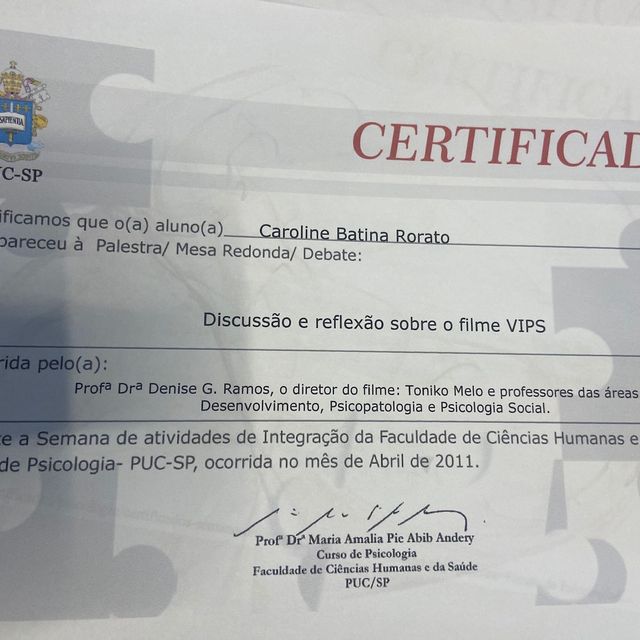 CERTIFICAD
SAPIENTIA
UC-SP
ificamos que o(a) aluno(a) Caroline Batina Rorato
pareceu à Palestra/ Mesa Redonda/ Debate:
Discussão e reflexão sobre o filme VIPS
rida pelo(a):
Profª Drª Denise G. Ramos, o diretor do filme: Toniko Melo e professores das áreas
Desenvolvimento, Psicopatologia e Psicologia Social.
te a Semana de atividades de Integração da Faculdade de Ciências Humanas e
de Psicologia- PUC-SP, ocorrida no mês de Abril de 2011.
Profª Drª Maria Amalia Pie Abib Andery
Curso de Psicologia
Faculdade de Ciências Humanas e da Saúde
PUC/SP